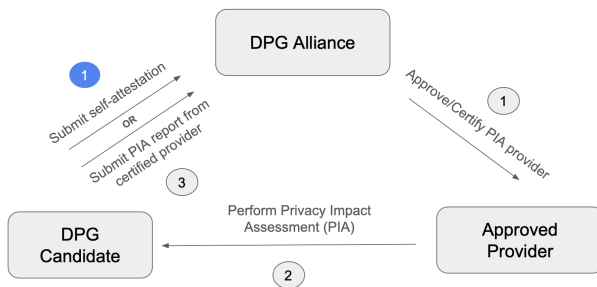 DPG Alliance
1
Submit self-attestation
OR
Submit PIA report from
certified provider
3
1
Approve/Certify PIA provider
DPG
Candidate
Perform Privacy Impact
Assessment (PIA)
2
Approved
Provider